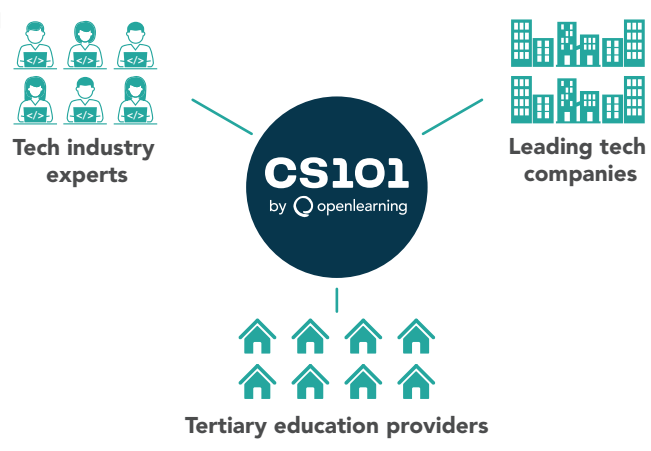 </>
</>
</>
</>
</>
</>
Tech industry
experts
Leading tech
companies
CS101
by openlearning
Tertiary education providers